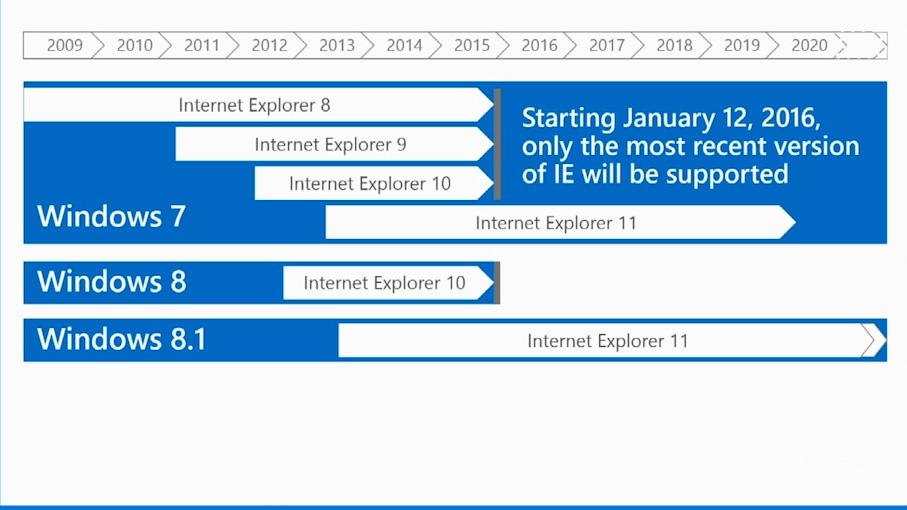 2009 2010 2011 2012 2013 2014 2015 2016 2017 2018 2019 2020
Internet Explorer 8
Internet Explorer 9
Internet Explorer 10
Starting January 12, 2016,
only the most recent version
of IE will be supported
Windows 7
Internet Explorer 11
Windows 8
Internet Explorer 10
Windows 8.1
Internet Explorer 11